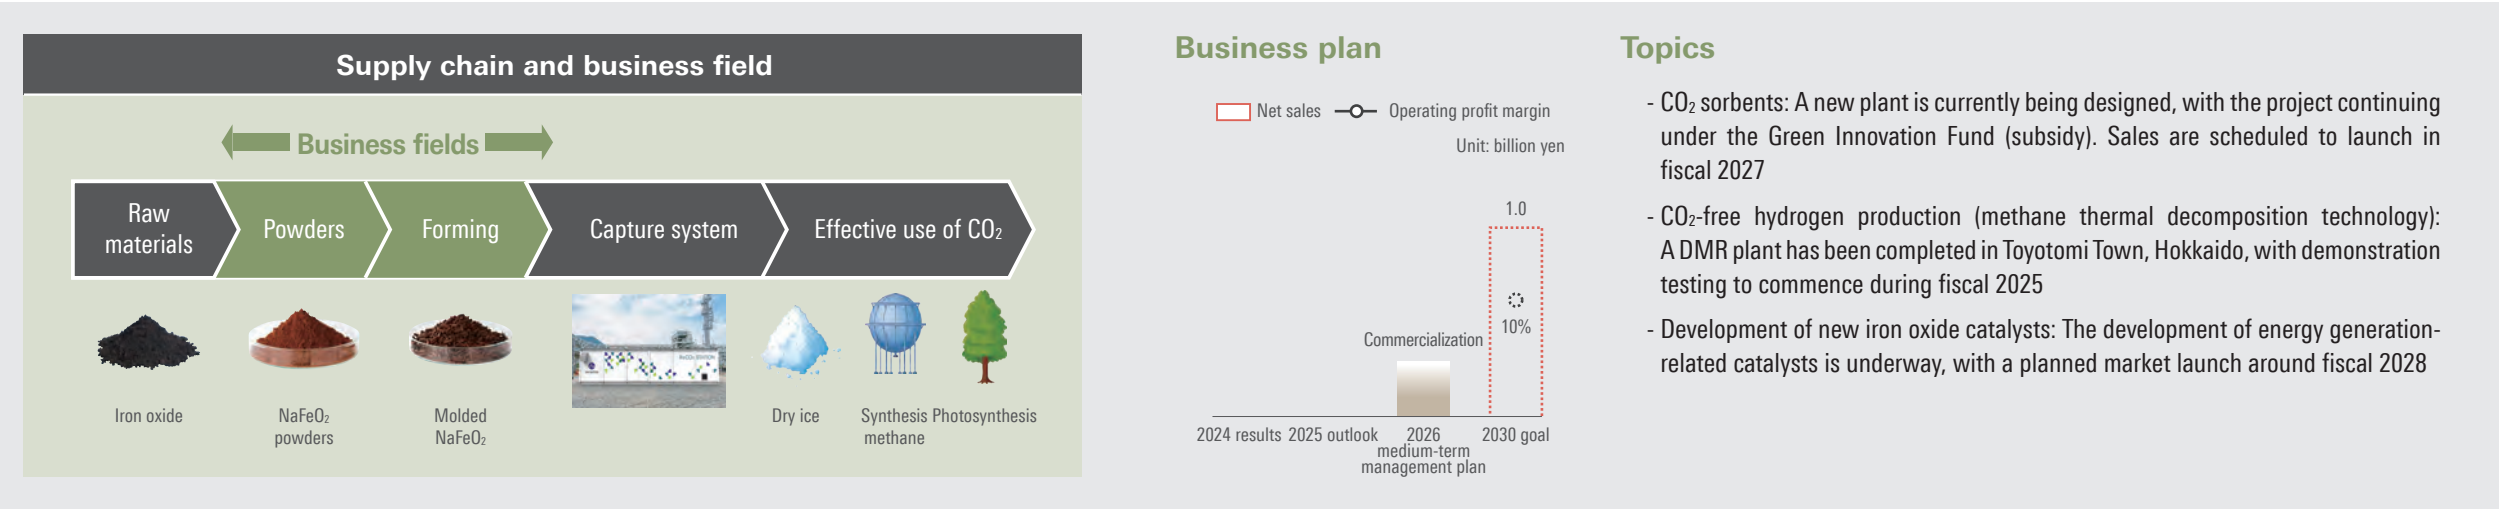 Supply chain and business field
Business fields
Raw
materials
Powders
Forming
Capture system
Effective use of CO₂
Iron oxide
NaFeO₂
powders
Molded
NaFeO₂
Dry ice
Synthesis
methane
Photosynthesis
Business plan
Net sales
Operating profit margin
Unit: billion yen
1.0
10%
Commercialization
2024 results
2025 outlook
2026
medium-term
management plan
2030 goal
Topics
- CO₂ sorbents: A new plant is currently being designed, with the project continuing
under the Green Innovation Fund (subsidy). Sales are scheduled to launch in
fiscal 2027
- CO₂-free hydrogen production (methane thermal decomposition technology):
A DMR plant has been completed in Toyotomi Town, Hokkaido, with demonstration
testing to commence during fiscal 2025
- Development of new iron oxide catalysts: The development of energy generation-
related catalysts is underway, with a planned market launch around fiscal 2028